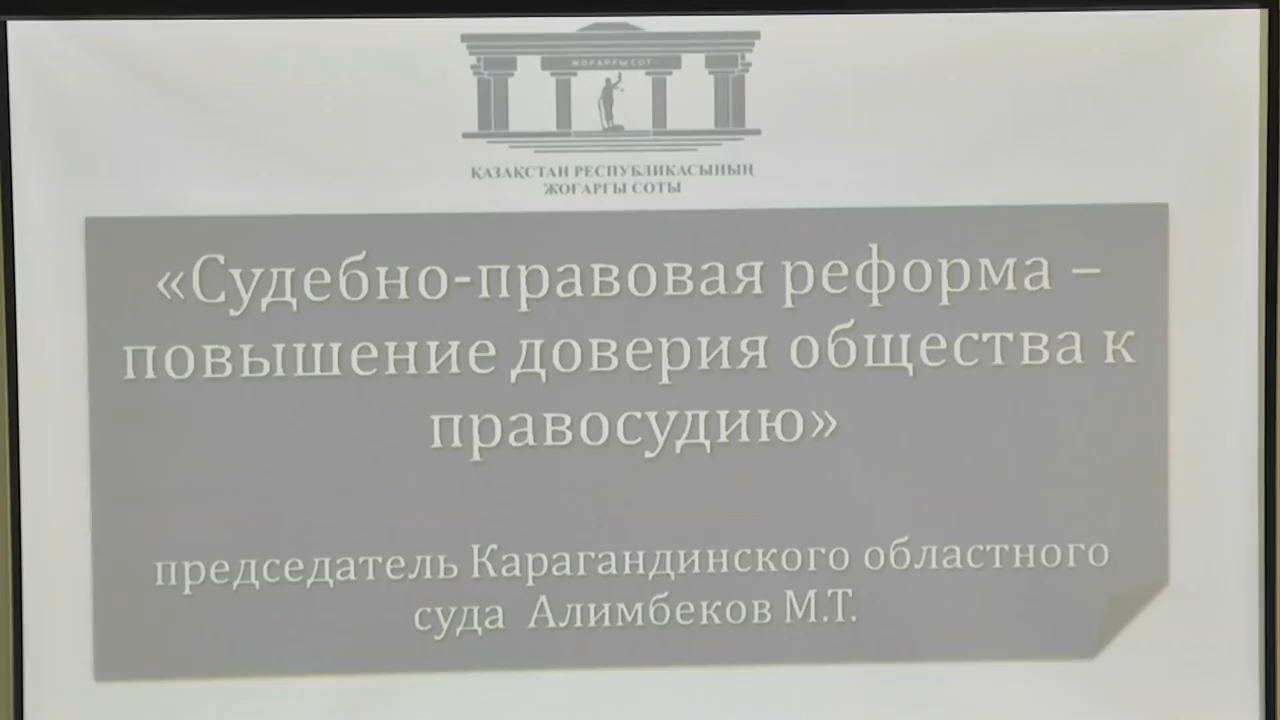 ЖОҒАРҒЫ СОТ
ҚАЗАҚСТАН РЕСПУБЛИКАСЫНЫҢ
ЖОҒАРҒЫ СОТЫ
«Судебно-правовая реформа –
повышение доверия общества к
правосудию»
председатель Карагандинского областного
суда Алимбеков М.Т.